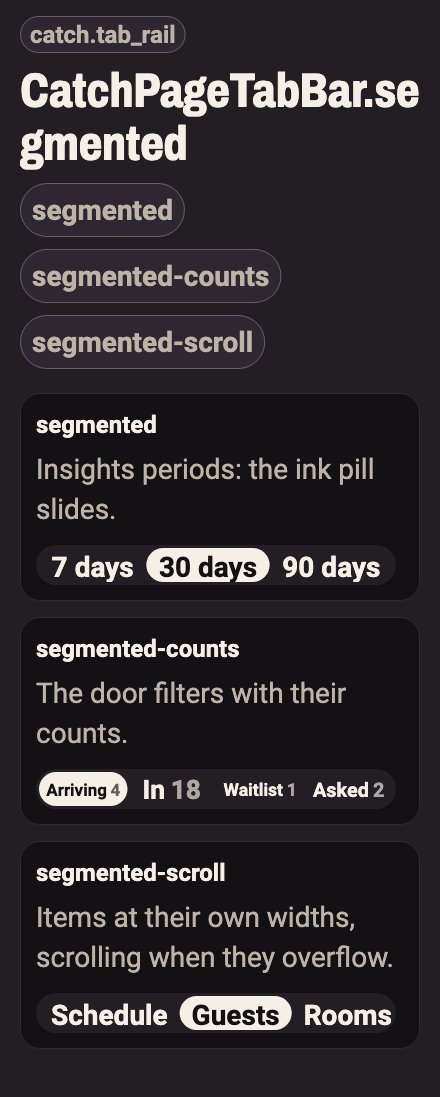 catch.tab_rail
CatchPageTabBar.se
gmented
segmented
segmented-counts
segmented-scroll
segmented
Insights periods: the ink pill
slides.
7 days 30 days 90 days
segmented-counts
The door filters with their
counts.
Arriving 4 In 18 Waitlist 1 Asked 2
segmented-scroll
Items at their own widths,
scrolling when they overflow.
Schedule Guests Rooms